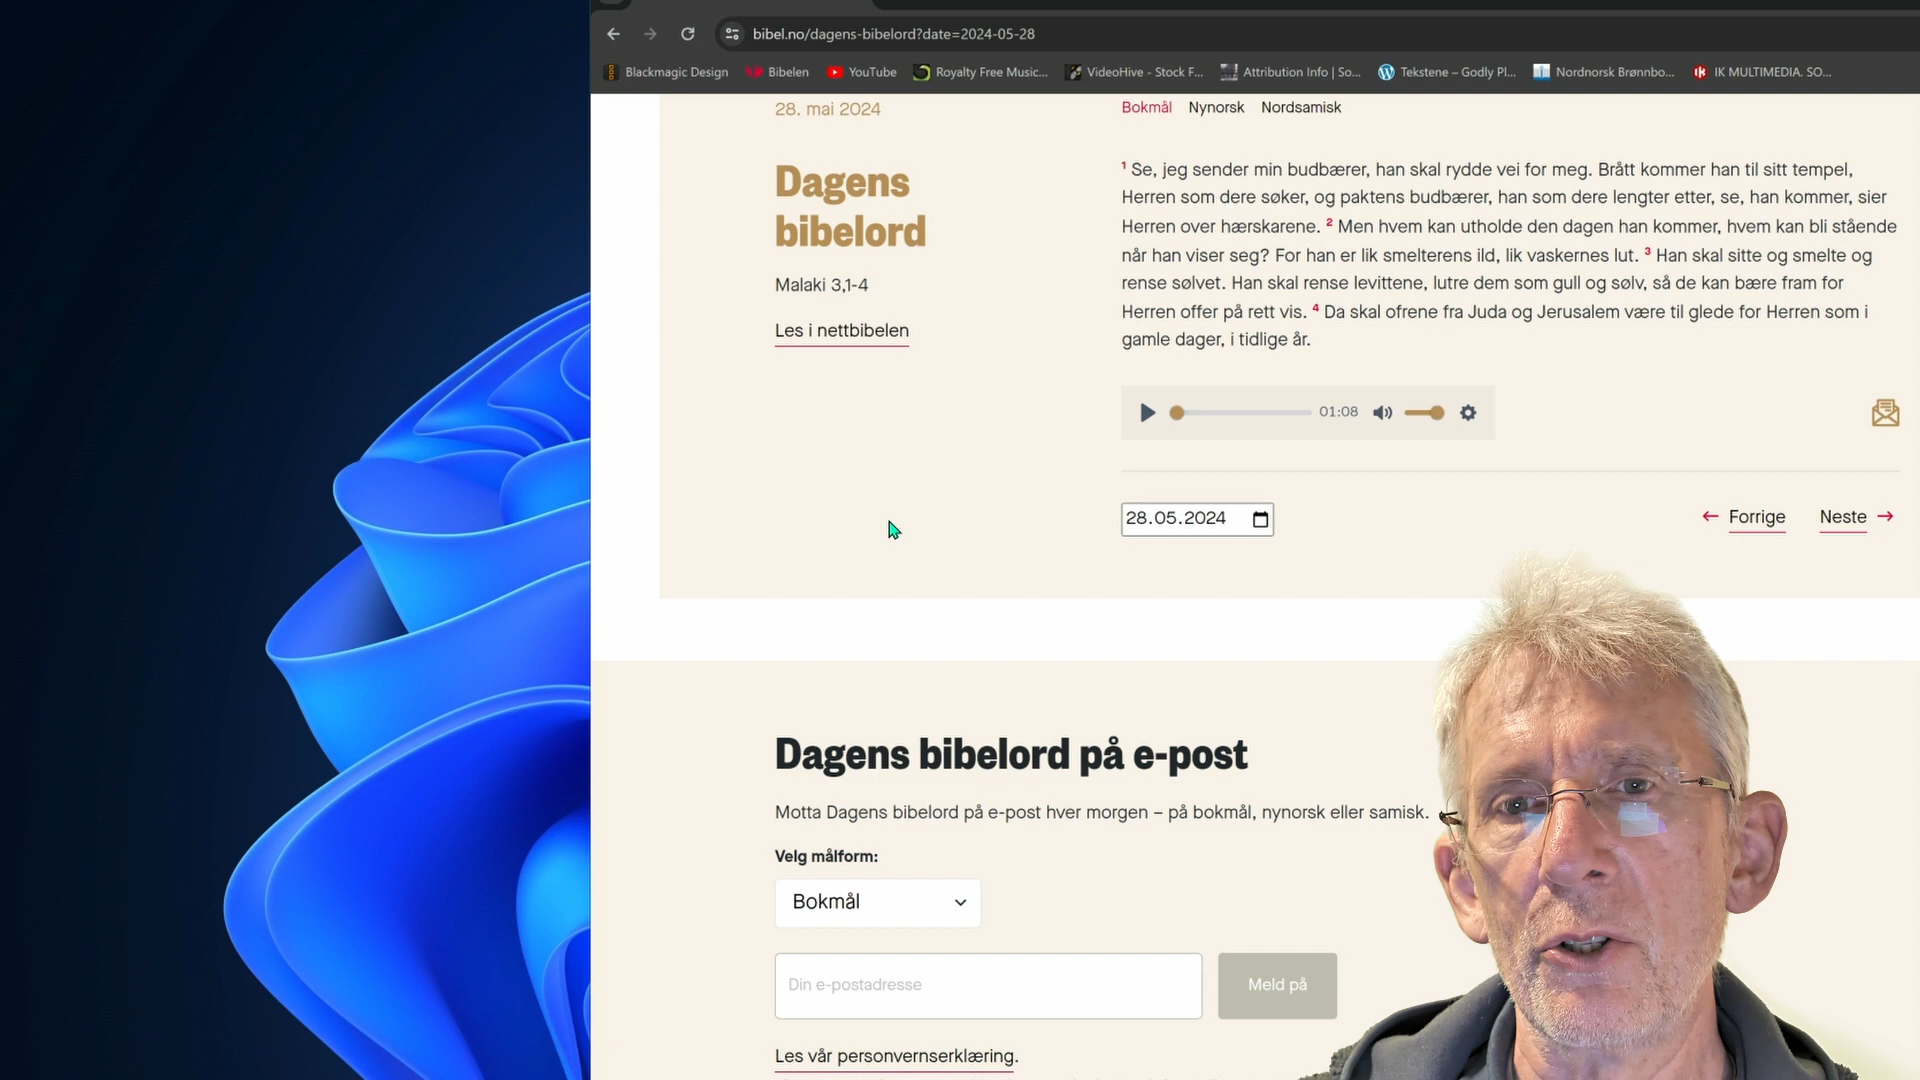 bibel.no/dagens-bibelord?date=2024-05-28
Blackmagic Design Bibelen YouTube Royalty Free Music... VideoHive - Stock F... Attribution Info | So... Tekstene – Godly Pl... Nordnorsk Brønnbo... IK MULTIMEDIA. SO...
28. mai 2024
Bokmål Nynorsk Nordsamisk
Dagens
bibelord
Malaki 3,1-4
Les i nettbibelen
1 Se, jeg sender min budbærer, han skal rydde vei for meg. Brått kommer han til sitt tempel,
Herren som dere søker, og paktens budbærer, han som dere lengter etter, se, han kommer, sier
Herren over hærskarene. 2 Men hvem kan utholde den dagen han kommer, hvem kan bli stående
når han viser seg? For han er lik smelterens ild, lik vaskernes lut. 3 Han skal sitte og smelte og
rense sølvet. Han skal rense levittene, lutre dem som gull og sølv, så de kan bære fram for
Herren offer på rett vis. 4 Da skal ofrene fra Juda og Jerusalem være til glede for Herren som i
gamle dager, i tidlige år.
01:08
28.05.2024
Forrige Neste
Dagens bibelord på e-post
Motta Dagens bibelord på e-post hver morgen – på bokmål, nynorsk eller samisk.
Velg målform:
Bokmål
Din e-postadresse
Meld på
Les vår personvernserklæring.